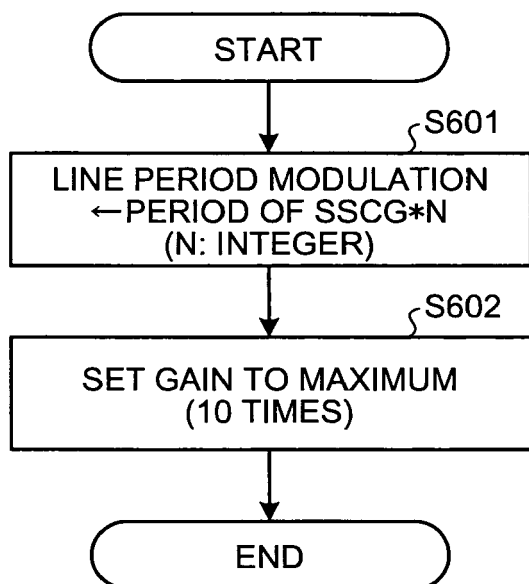 START
S601
LINE PERIOD MODULATION
←PERIOD OF SSCG*N
(N: INTEGER)
S602
SET GAIN TO MAXIMUM
(10 TIMES)
END